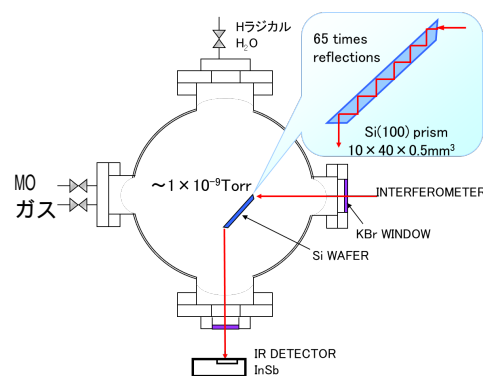 Hラジカル
H₂O
65 times
reflections
Si(100) prism
10×40×0.5mm³
MO
ガス
~1×10⁻⁹Torr
INTERFEROMETER
KBr WINDOW
Si WAFER
IR DETECTOR
InSb